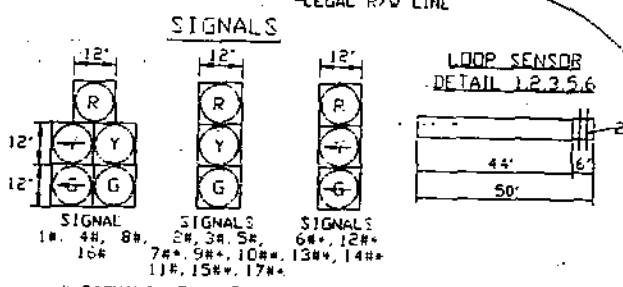 LEGAL R/W LINE
SIGNALS
12" 12" 12"
LOOP SENSOR
DETAIL 1,2,3,5,6
R R R
12" Y Y Y Y
12" G G G G
44' 6'
50'
SIGNAL SIGNALS SIGNALS
1#, 4#, 8#, 2#, 3#, 5#, 6#*, 12#*
16# 7#*, 9#*, 10#*, 13#*, 14#*
11#, 15#*, 17#*